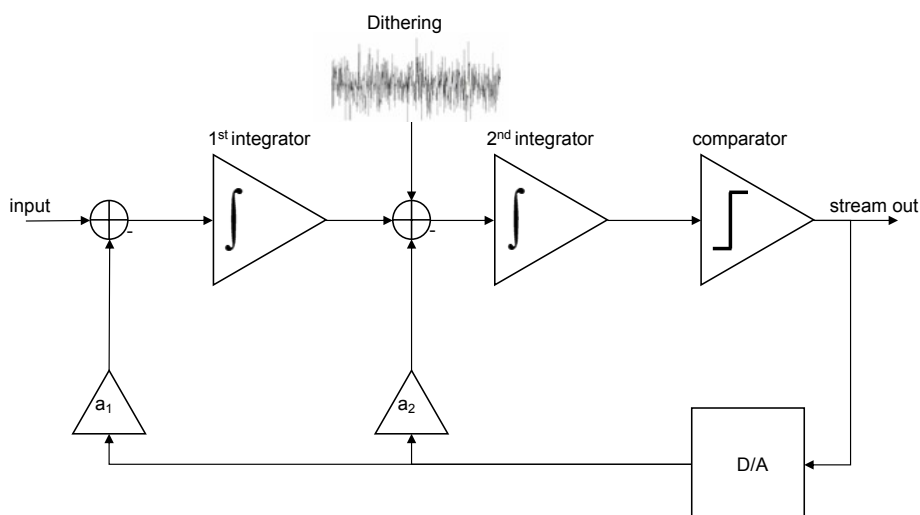 Dithering
1st integrator
2nd integrator
comparator
input
-
-
stream out
a1
a2
D/A